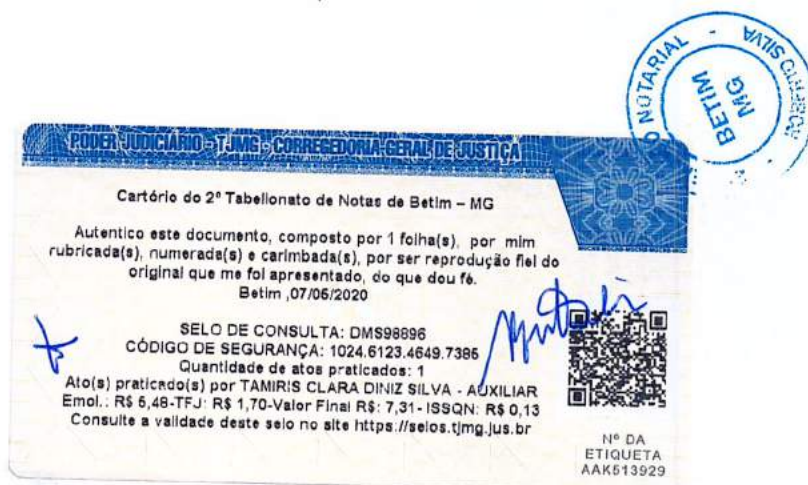 NOTARIAL - SILVA
BETIM
MG
PODER JUDICIÁRIO - TJMG - CORREGEDORIA-GERAL DE JUSTIÇA
Cartório do 2º Tabelionato de Notas de Betim – MG
Autentico este documento, composto por 1 folha(s), por mim
rubricada(s), numerada(s) e carimbada(s), por ser reprodução fiel do
original que me foi apresentado, do que dou fé.
Betim ,07/05/2020
SELO DE CONSULTA: DMS98896
CÓDIGO DE SEGURANÇA: 1024.6123.4649.7386
Quantidade de atos praticados: 1
Ato(s) praticado(s) por TAMIRIS CLARA DINIZ SILVA - AUXILIAR
Emol.: R$ 5,48-TFJ: R$ 1,70-Valor Final R$: 7,31- ISSQN: R$ 0,13
Consulte a validade deste selo no site https://selos.tjmg.jus.br
Nº DA
ETIQUETA
AAK513929